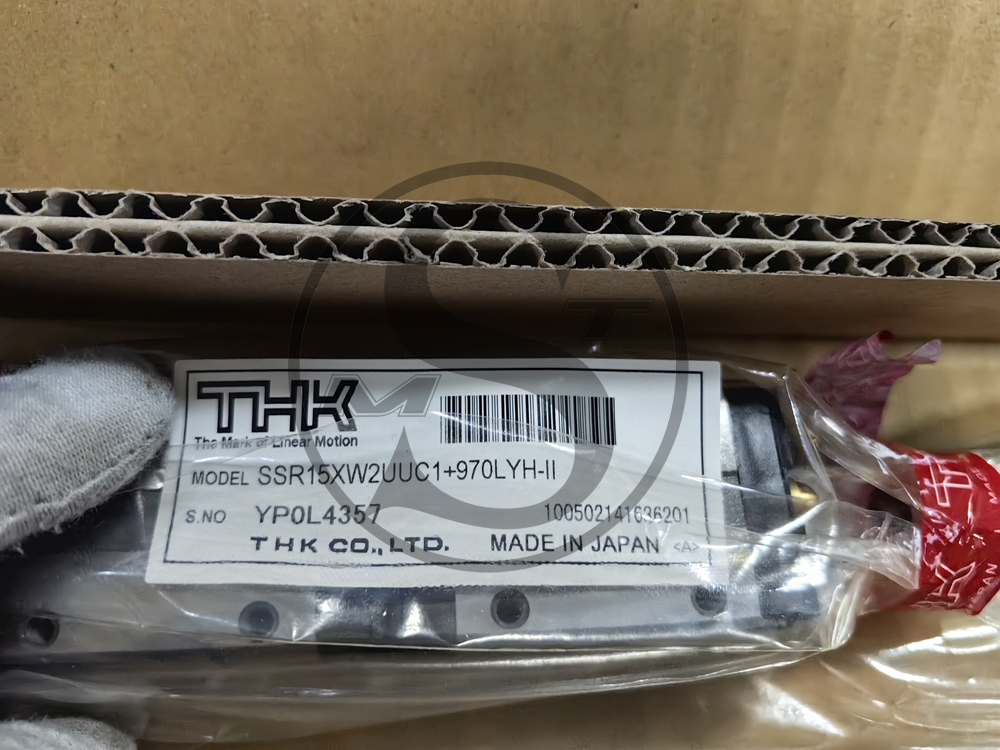 THK
The Mark of Linear Motion
MODEL SSR15XW2UUC1+970LYH-II
S.NO YP0L4357 100502141636201
THK CO., LTD. MADE IN JAPAN <A>
MST